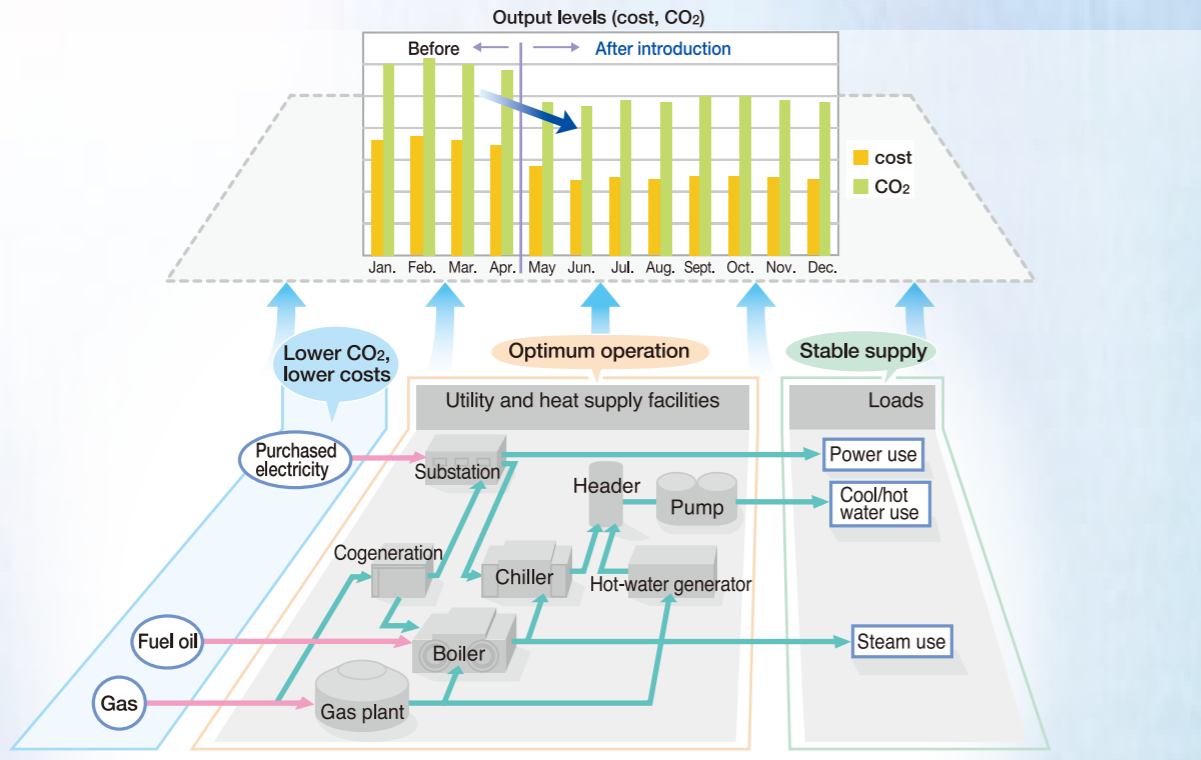 Output levels (cost, CO₂)
Before
After introduction
cost
CO₂
Jan. Feb. Mar. Apr. May Jun. Jul. Aug. Sept. Oct. Nov. Dec.
Lower CO₂,
lower costs
Optimum operation
Stable supply
Utility and heat supply facilities
Loads
Purchased
electricity
Substation
Power use
Header
Pump
Cool/hot
water use
Cogeneration
Chiller
Hot-water generator
Fuel oil
Boiler
Steam use
Gas
Gas plant